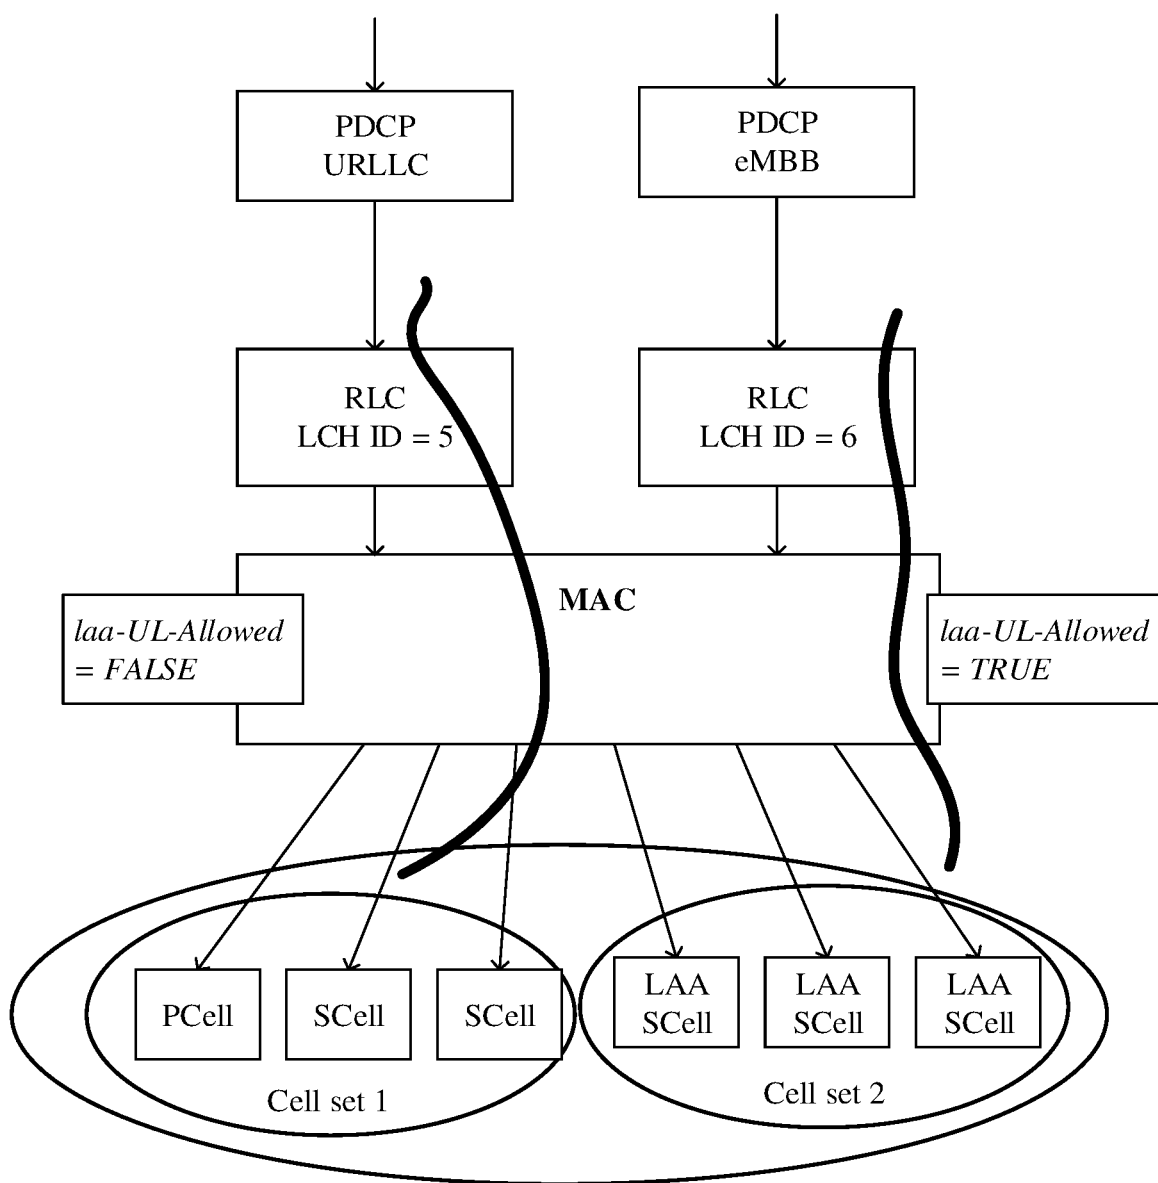 PDCP
URLLC
PDCP
eMBB
RLC
LCH ID = 5
RLC
LCH ID = 6
MAC
laa-UL-Allowed
= FALSE
laa-UL-Allowed
= TRUE
PCell
SCell
SCell
LAA
SCell
LAA
SCell
LAA
SCell
Cell set 1
Cell set 2